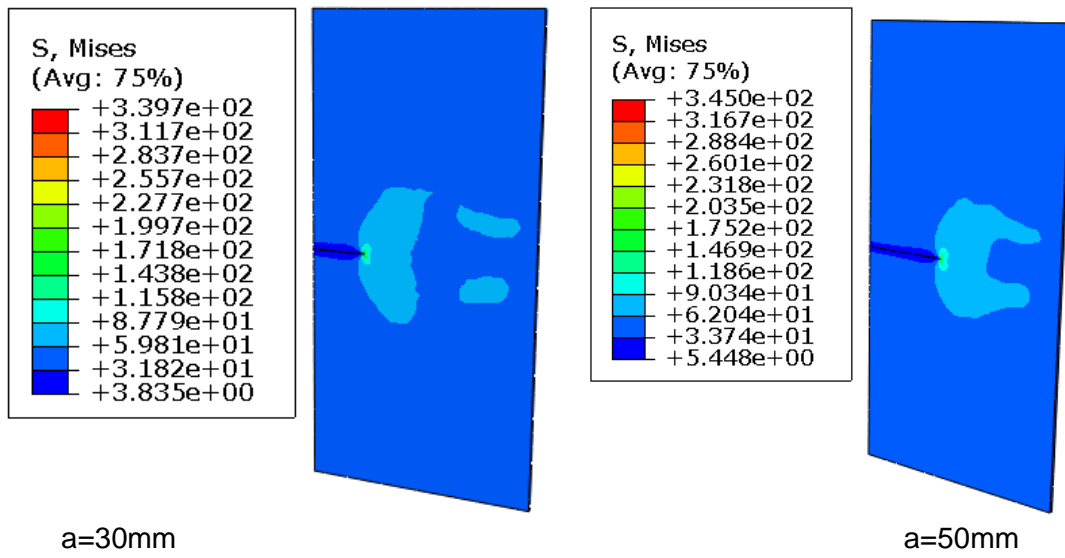 S, Mises
(Avg: 75%)
+3.397e+02
+3.117e+02
+2.837e+02
+2.557e+02
+2.277e+02
+1.997e+02
+1.718e+02
+1.438e+02
+1.158e+02
+8.779e+01
+5.981e+01
+3.182e+01
+3.835e+00
S, Mises
(Avg: 75%)
+3.450e+02
+3.167e+02
+2.884e+02
+2.601e+02
+2.318e+02
+2.035e+02
+1.752e+02
+1.469e+02
+1.186e+02
+9.034e+01
+6.204e+01
+3.374e+01
+5.448e+00
a=30mm
a=50mm